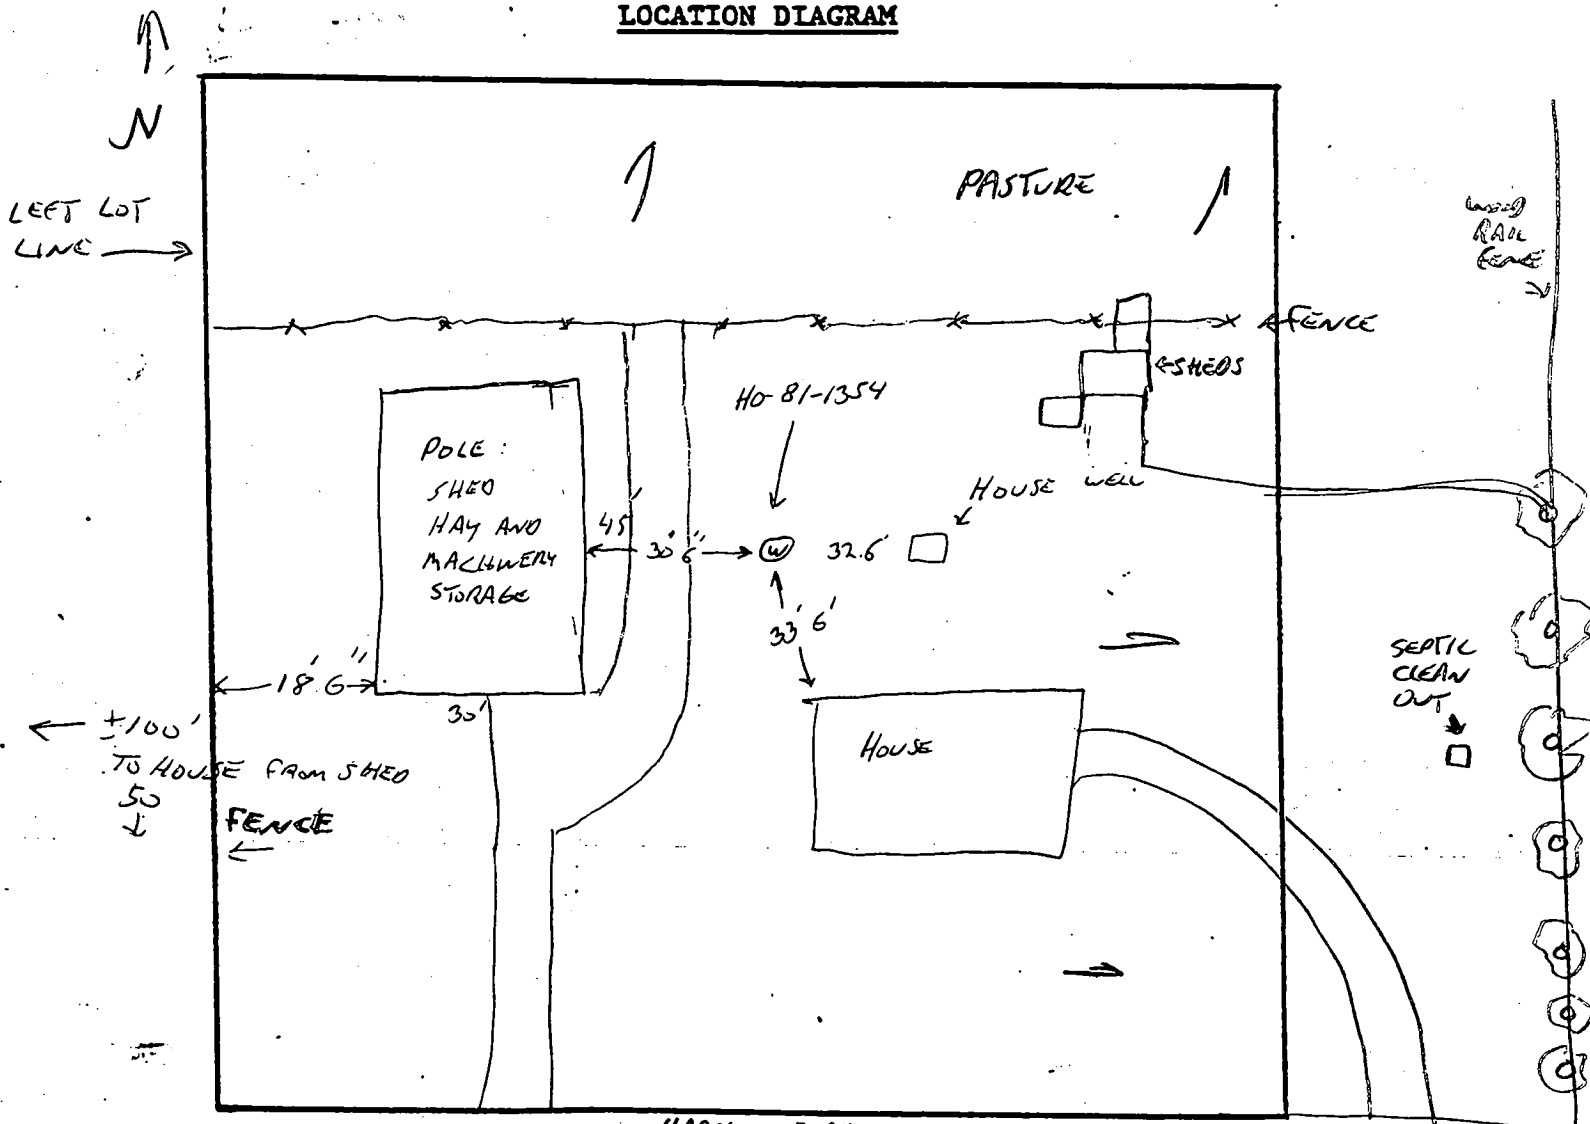 LOCATION DIAGRAM
N
LEFT LOT
LINE
PASTURE
WOOD
RAIL
FENCE
FENCE
SHEDS
HO-81-1354
POLE:
SHED
HAY AND
MACHINERY
STORAGE
45'
30' 6"
W
32.6'
HOUSE WELL
33' 6'
18' 6"
30'
±100'
TO HOUSE FROM SHED
50
FENCE
HOUSE
SEPTIC
CLEAN
OUT